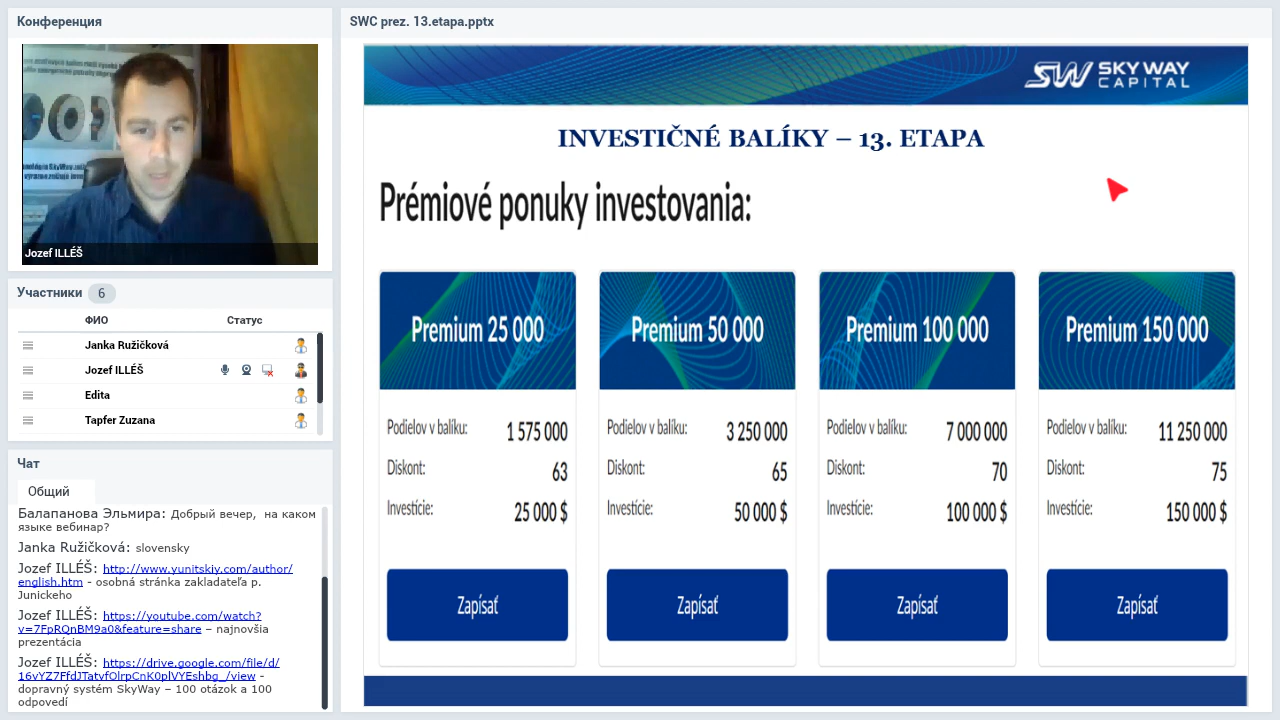 Конференция
Jozef ILLÉŠ
Участники 6
ФИО Статус
Janka Ružičková
Jozef ILLÉŠ
Edita
Tapfer Zuzana
Чат
Общий
Балапанова Эльмира: Добрый вечер, на каком
языке вебинар?
Janka Ružičková: slovensky
Jozef ILLÉŠ: http://www.yunitskiy.com/author/
english.htm - osobná stránka zakladateľa p.
Junickeho
Jozef ILLÉŠ: https://youtube.com/watch?
v=7FpRQnBM9a0&feature=share – najnovšia
prezentácia
Jozef ILLÉŠ: https://drive.google.com/file/d/
16vYZ7FfdJTatvfOlrpCnK0plVYEshbg_/view -
dopravný systém SkyWay – 100 otázok a 100
odpovedí
SWC prez. 13.etapa.pptx
SW SKY WAY
CAPITAL
INVESTIČNÉ BALÍKY – 13. ETAPA
Prémiové ponuky investovania:
Premium 25 000
Podielov v balíku: 1 575 000
Diskont: 63
Investície: 25 000 $
Zapísať
Premium 50 000
Podielov v balíku: 3 250 000
Diskont: 65
Investície: 50 000 $
Zapísať
Premium 100 000
Podielov v balíku: 7 000 000
Diskont: 70
Investície: 100 000 $
Zapísať
Premium 150 000
Podielov v balíku: 11 250 000
Diskont: 75
Investície: 150 000 $
Zapísať